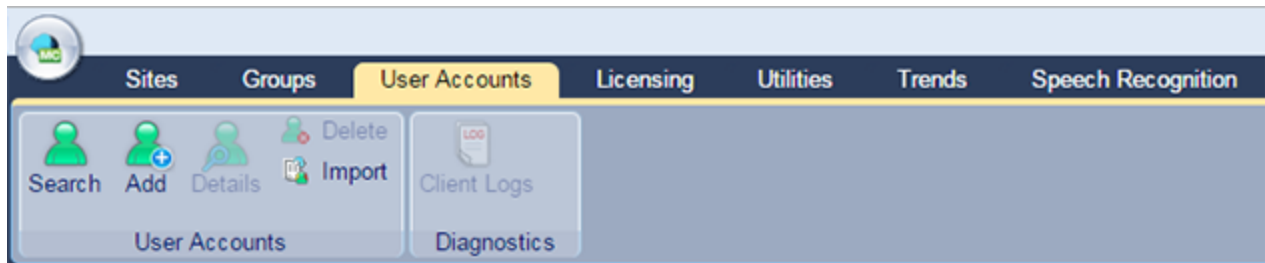 MC
Sites Groups User Accounts Licensing Utilities Trends Speech Recognition
Search Add Details Delete
Import
LOG
Client Logs
User Accounts Diagnostics